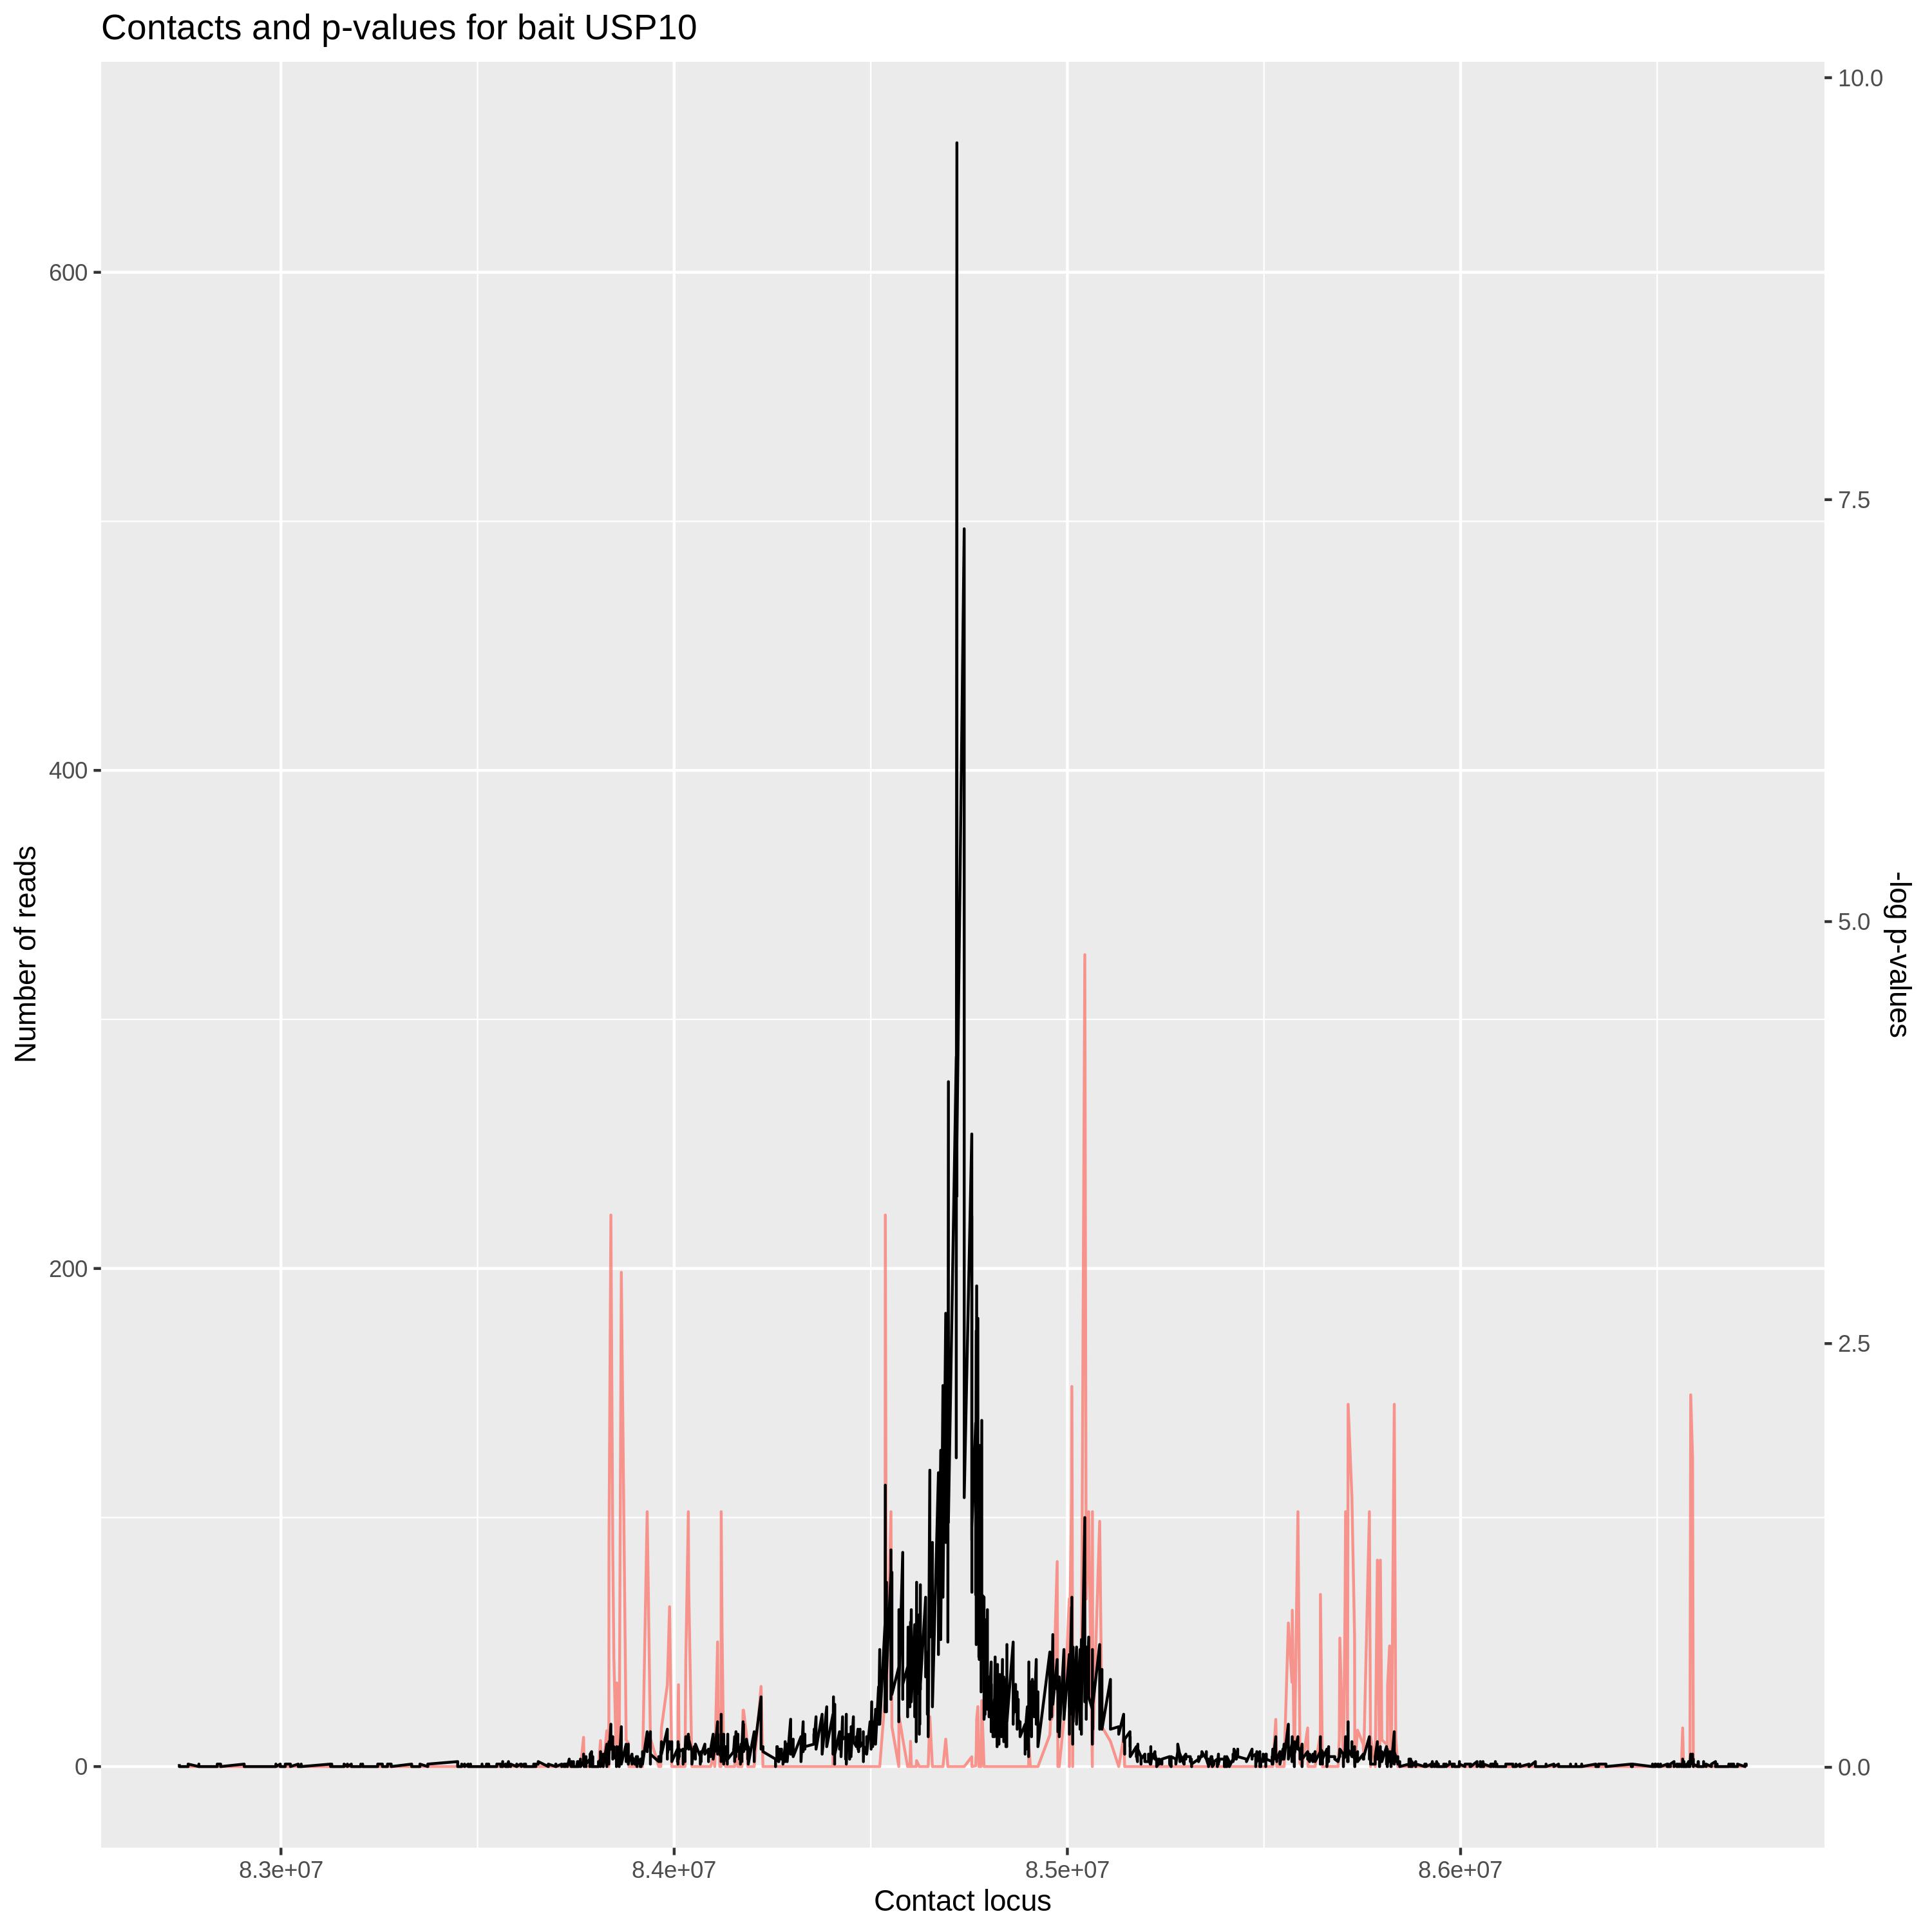 Contacts and p-values for bait USP10
600
400
200
0
Number of reads
10.0
7.5
5.0
2.5
0.0
-log p-values
8.3e+07
8.4e+07
8.5e+07
8.6e+07
Contact locus